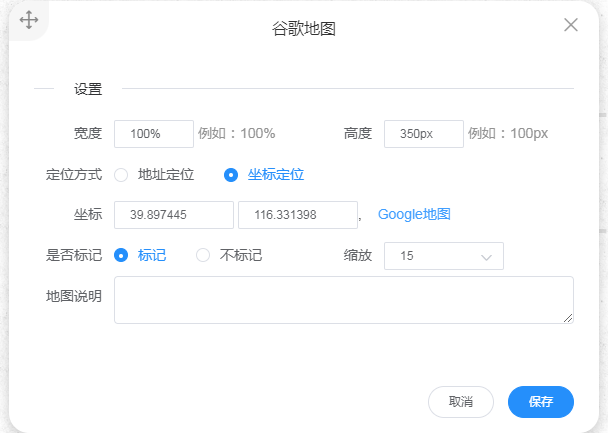 谷歌地图
设置
宽度 100% 例如：100% 高度 350px 例如：100px
定位方式 地址定位 坐标定位
坐标 39.897445 116.331398 , Google地图
是否标记 标记 不标记 缩放 15
地图说明
取消 保存